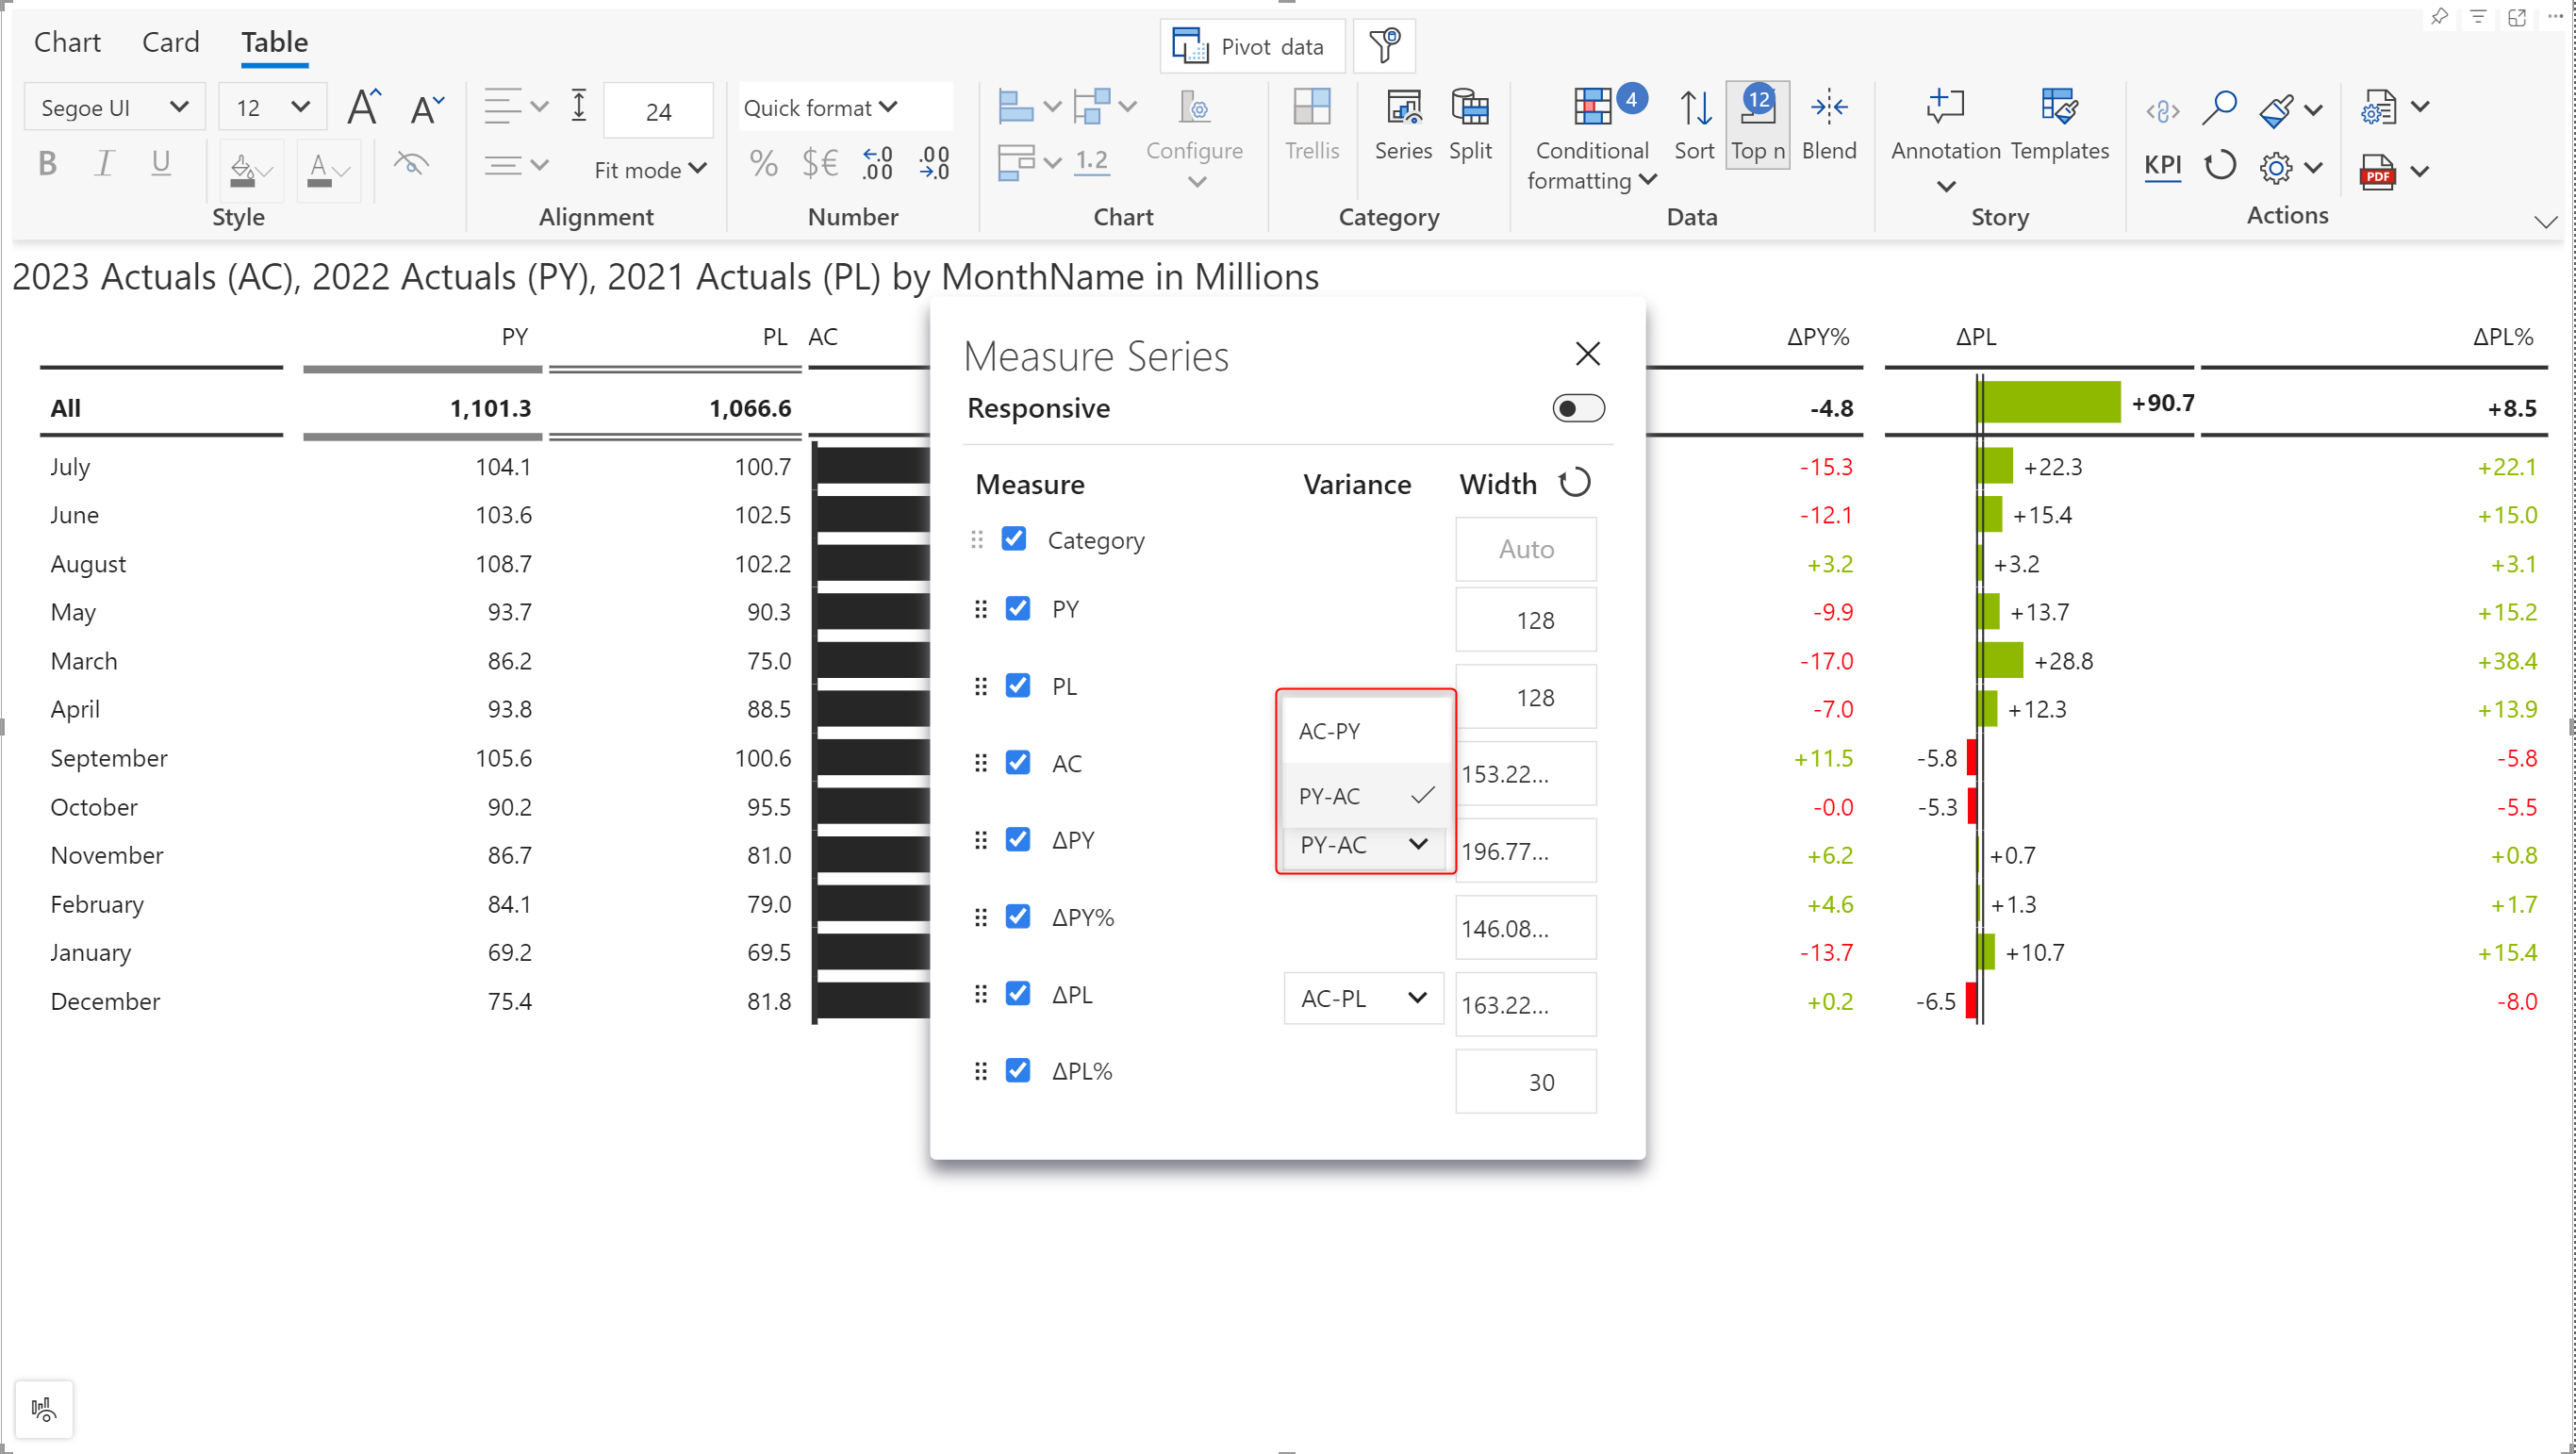 Chart Card Table
Pivot data
Segoe UI 12 A A 24 Quick format 4 12
B I U A Fit mode % $€ .0 .00 .00 .0 1.2 Configure Trellis Series Split Conditional formatting Sort Top n Blend Annotation Templates KPI PDF
Style Alignment Number Chart Category Data Story Actions
2023 Actuals (AC), 2022 Actuals (PY), 2021 Actuals (PL) by MonthName in Millions
PY PL AC ΔPY% ΔPL ΔPL%
All 1,101.3 1,066.6 -4.8 +90.7 +8.5
July 104.1 100.7 -15.3 +22.3 +22.1
June 103.6 102.5 -12.1 +15.4 +15.0
August 108.7 102.2 +3.2 +3.2 +3.1
May 93.7 90.3 -9.9 +13.7 +15.2
March 86.2 75.0 -17.0 +28.8 +38.4
April 93.8 88.5 -7.0 +12.3 +13.9
September 105.6 100.6 +11.5 -5.8 -5.8
October 90.2 95.5 -0.0 -5.3 -5.5
November 86.7 81.0 +6.2 +0.7 +0.8
February 84.1 79.0 +4.6 +1.3 +1.7
January 69.2 69.5 -13.7 +10.7 +15.4
December 75.4 81.8 +0.2 -6.5 -8.0
Measure Series
Responsive
Measure Variance Width
Category Auto
PY 128
PL 128
AC-PY
AC PY-AC 153.22...
ΔPY PY-AC 196.77...
ΔPY% 146.08...
ΔPL AC-PL 163.22...
ΔPL% 30